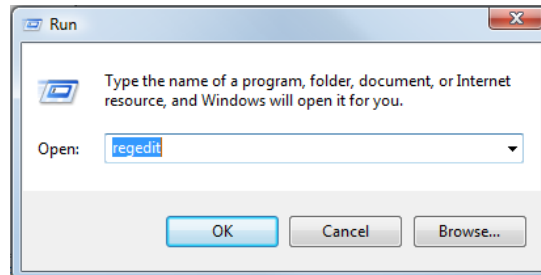 Run
Type the name of a program, folder, document, or Internet
resource, and Windows will open it for you.
Open: regedit
OK Cancel Browse...